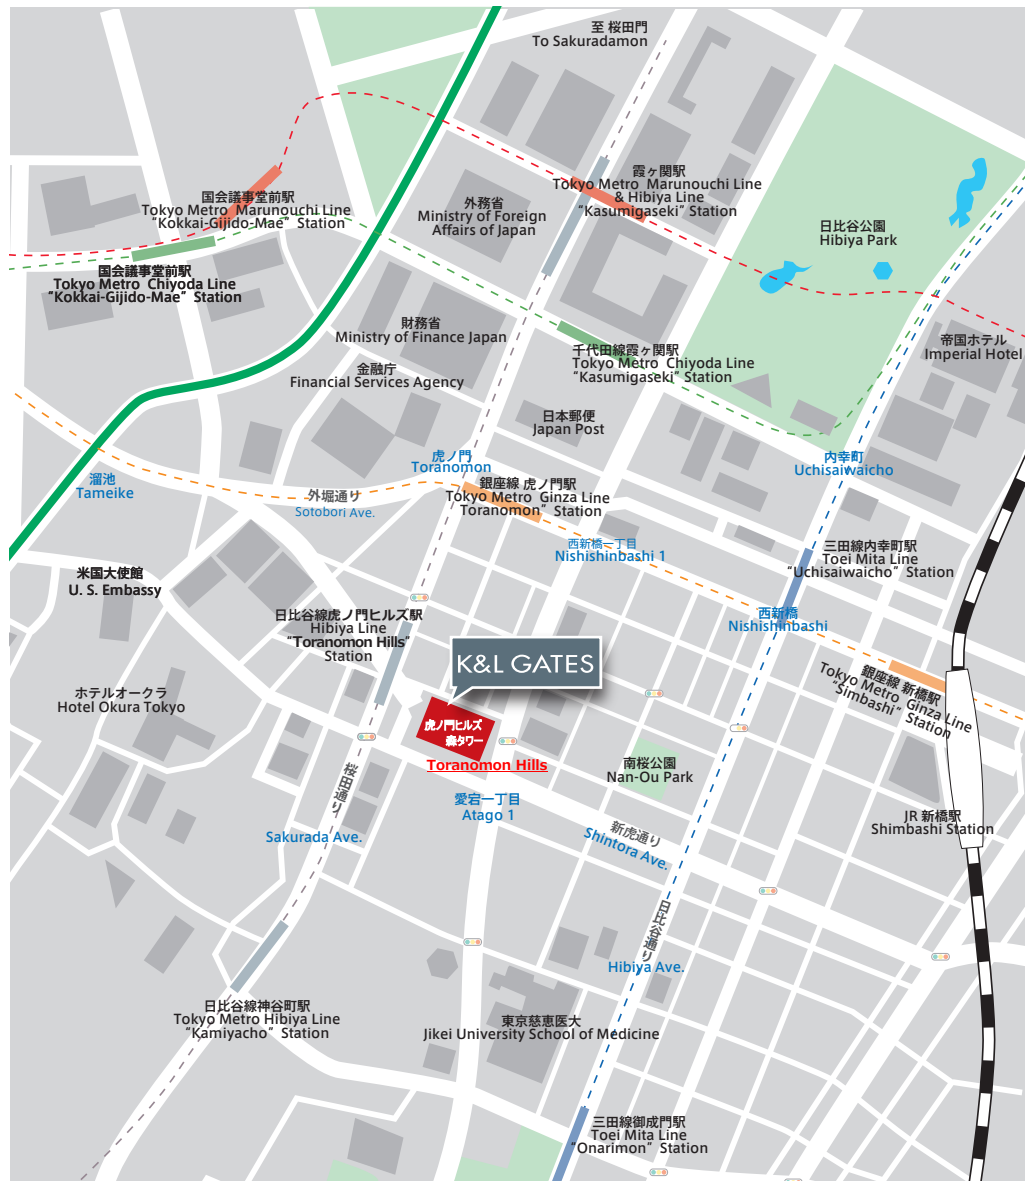 至 桜田門
To Sakuradamon
霞ヶ関駅
Tokyo Metro Marunouchi Line
& Hibiya Line
“Kasumigaseki” Station
国会議事堂前駅
Tokyo Metro Marunouchi Line
“Kokkai-Gijido-Mae” Station
外務省
Ministry of Foreign
Affairs of Japan
日比谷公園
Hibiya Park
国会議事堂前駅
Tokyo Metro Chiyoda Line
“Kokkai-Gijido-Mae” Station
財務省
Ministry of Finance Japan
帝国ホテル
Imperial Hotel
千代田線霞ヶ関駅
Tokyo Metro Chiyoda Line
“Kasumigaseki” Station
金融庁
Financial Services Agency
日本郵便
Japan Post
虎ノ門
Toranomon
内幸町
Uchisaiwaicho
溜池
Tameike
銀座線 虎ノ門駅
Tokyo Metro Ginza Line
Toranomon” Station
外堀通り
Sotobori Ave.
西新橋一丁目
Nishishinbashi 1
三田線内幸町駅
Toei Mita Line
“Uchisaiwaicho” Station
米国大使館
U. S. Embassy
日比谷線虎ノ門ヒルズ駅
Hibiya Line
“Toranomon Hills”
Station
西新橋
Nishishinbashi
K&L GATES
銀座線 新橋駅
Tokyo Metro Ginza Line
“Simbashi” Station
ホテルオークラ
Hotel Okura Tokyo
虎ノ門ヒルズ
森タワー
Toranomon Hills
南桜公園
Nan-Ou Park
桜田通り
愛宕一丁目
Atago 1
Sakurada Ave.
新虎通り
Shintora Ave.
JR 新橋駅
Shimbashi Station
日比谷通り
Hibiya Ave.
日比谷線神谷町駅
Tokyo Metro Hibiya Line
“Kamiyacho” Station
東京慈恵医大
Jikei University School of Medicine
三田線御成門駅
Toei Mita Line
“Onarimon” Station